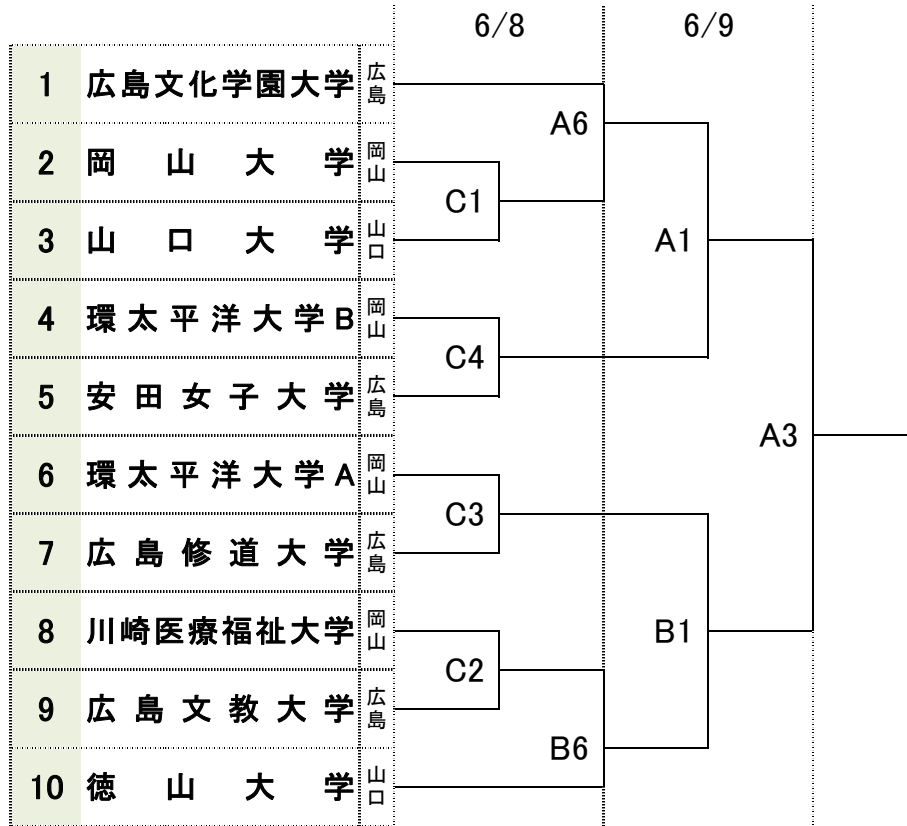 6/8 6/9
1 広島文化学園大学 広島
A6
2 岡山大学 岡山
C1
3 山口大学 山口
A1
4 環太平洋大学B 岡山
C4
5 安田女子大学 広島
A3
6 環太平洋大学A 岡山
C3
7 広島修道大学 広島
8 川崎医療福祉大学 岡山
B1
C2
9 広島文教大学 広島
B6
10 徳山大学 山口